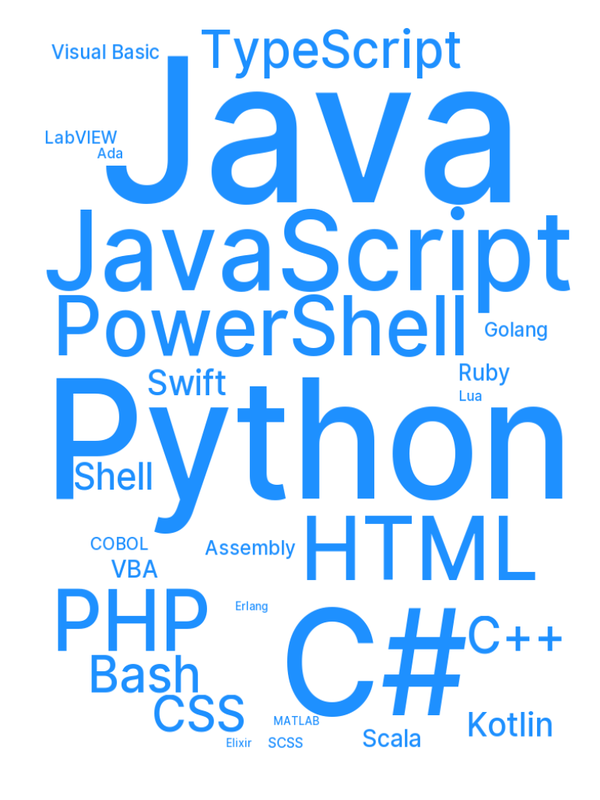 TypeScript
Visual Basic
Java
LabVIEW
Ada
JavaScript
PowerShell
Golang
Swift
Ruby
Lua
Python
Shell
HTML
COBOL
Assembly
VBA
PHP
Erlang
C#
C++
Bash
CSS
MATLAB
Kotlin
Elixir
SCSS
Scala